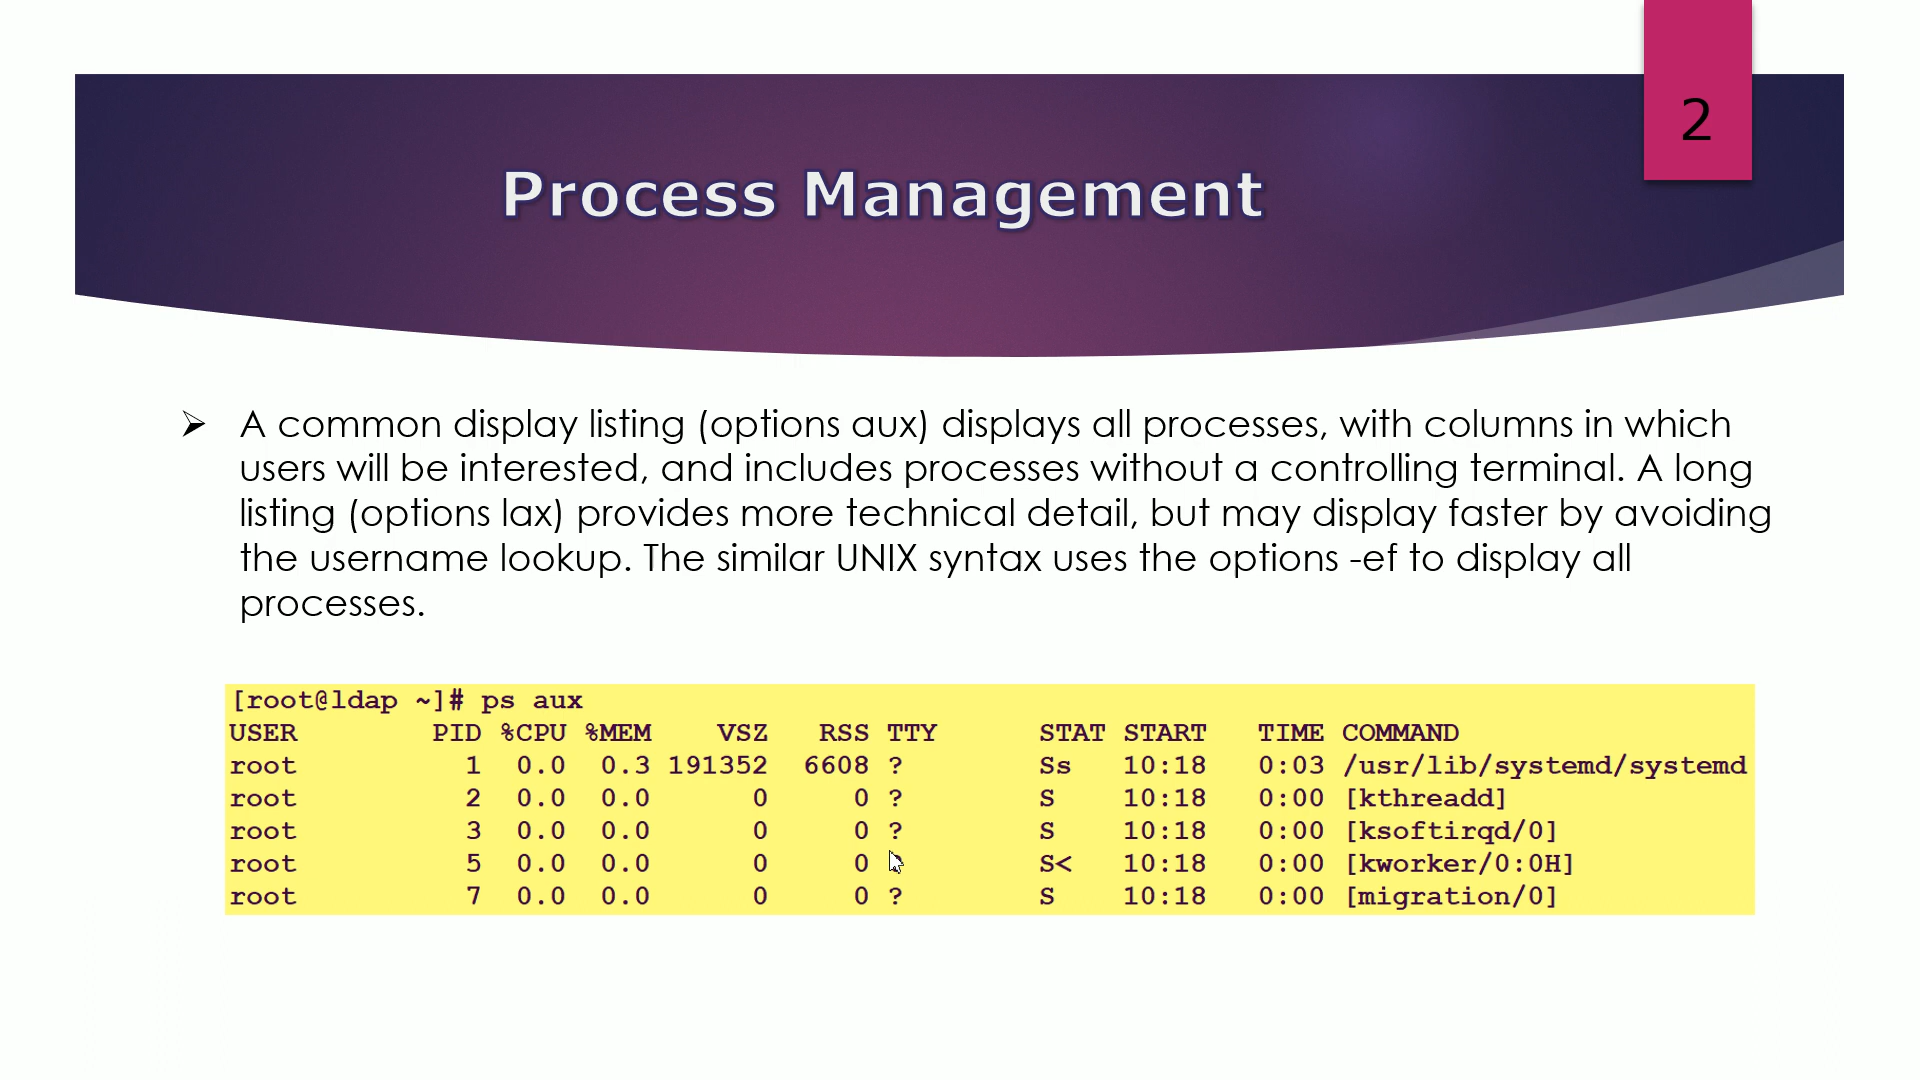 2
Process Management
➢ A common display listing (options aux) displays all processes, with columns in which
users will be interested, and includes processes without a controlling terminal. A long
listing (options lax) provides more technical detail, but may display faster by avoiding
the username lookup. The similar UNIX syntax uses the options -ef to display all
processes.
[root@ldap ~]# ps aux
USER PID %CPU %MEM VSZ RSS TTY STAT START TIME COMMAND
root 1 0.0 0.3 191352 6608 ? Ss 10:18 0:03 /usr/lib/systemd/systemd
root 2 0.0 0.0 0 0 ? S 10:18 0:00 [kthreadd]
root 3 0.0 0.0 0 0 ? S 10:18 0:00 [ksoftirqd/0]
root 5 0.0 0.0 0 0 S< 10:18 0:00 [kworker/0:0H]
root 7 0.0 0.0 0 0 ? S 10:18 0:00 [migration/0]